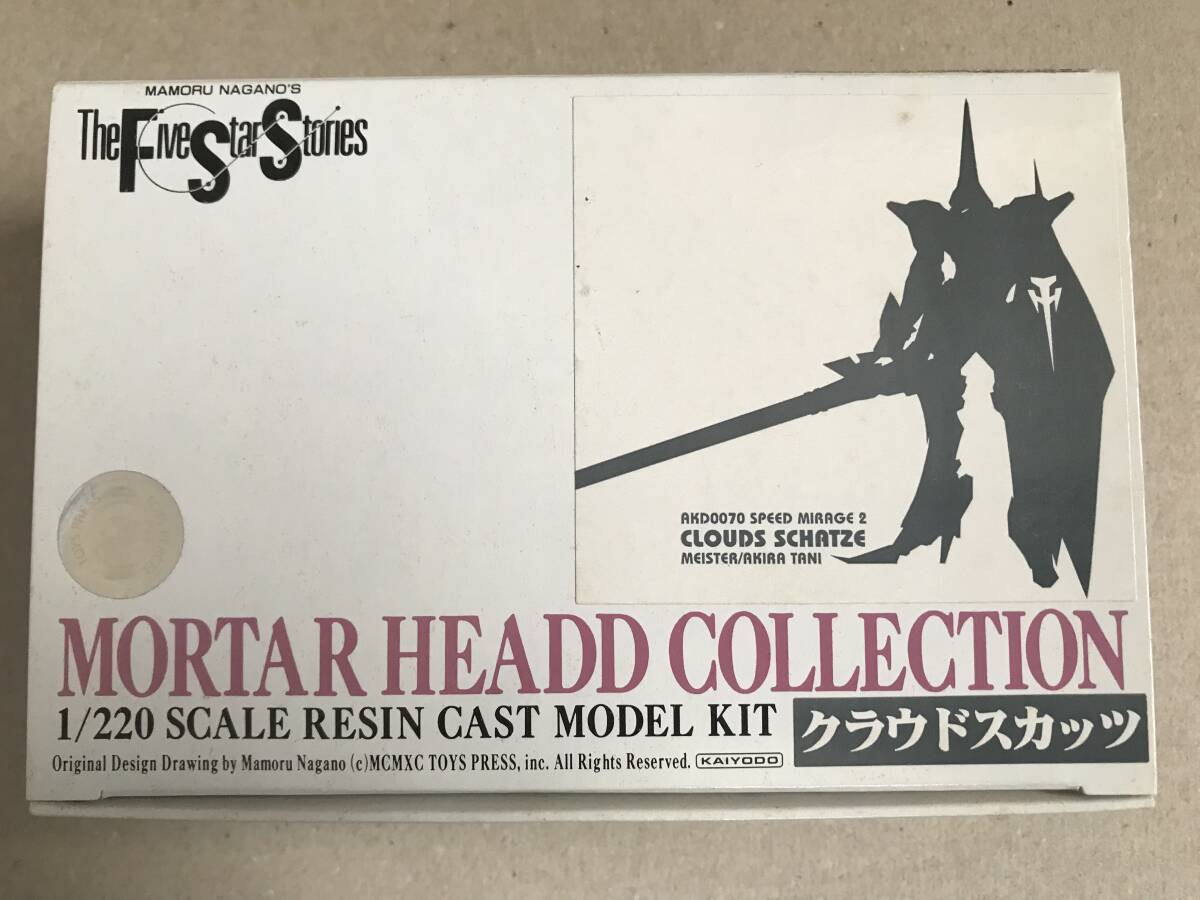 MAMORU NAGANO'S
The Five Star Stories
AKD0070 SPEED MIRAGE 2
CLOUDS SCHATZE
MEISTER/AKIRA TANI
MORTAR HEADD COLLECTION
1/220 SCALE RESIN CAST MODEL KIT
クラウドスカッツ
Original Design Drawing by Mamoru Nagano (c)MCMXC TOYS PRESS, inc. All Rights Reserved. KAIYODO